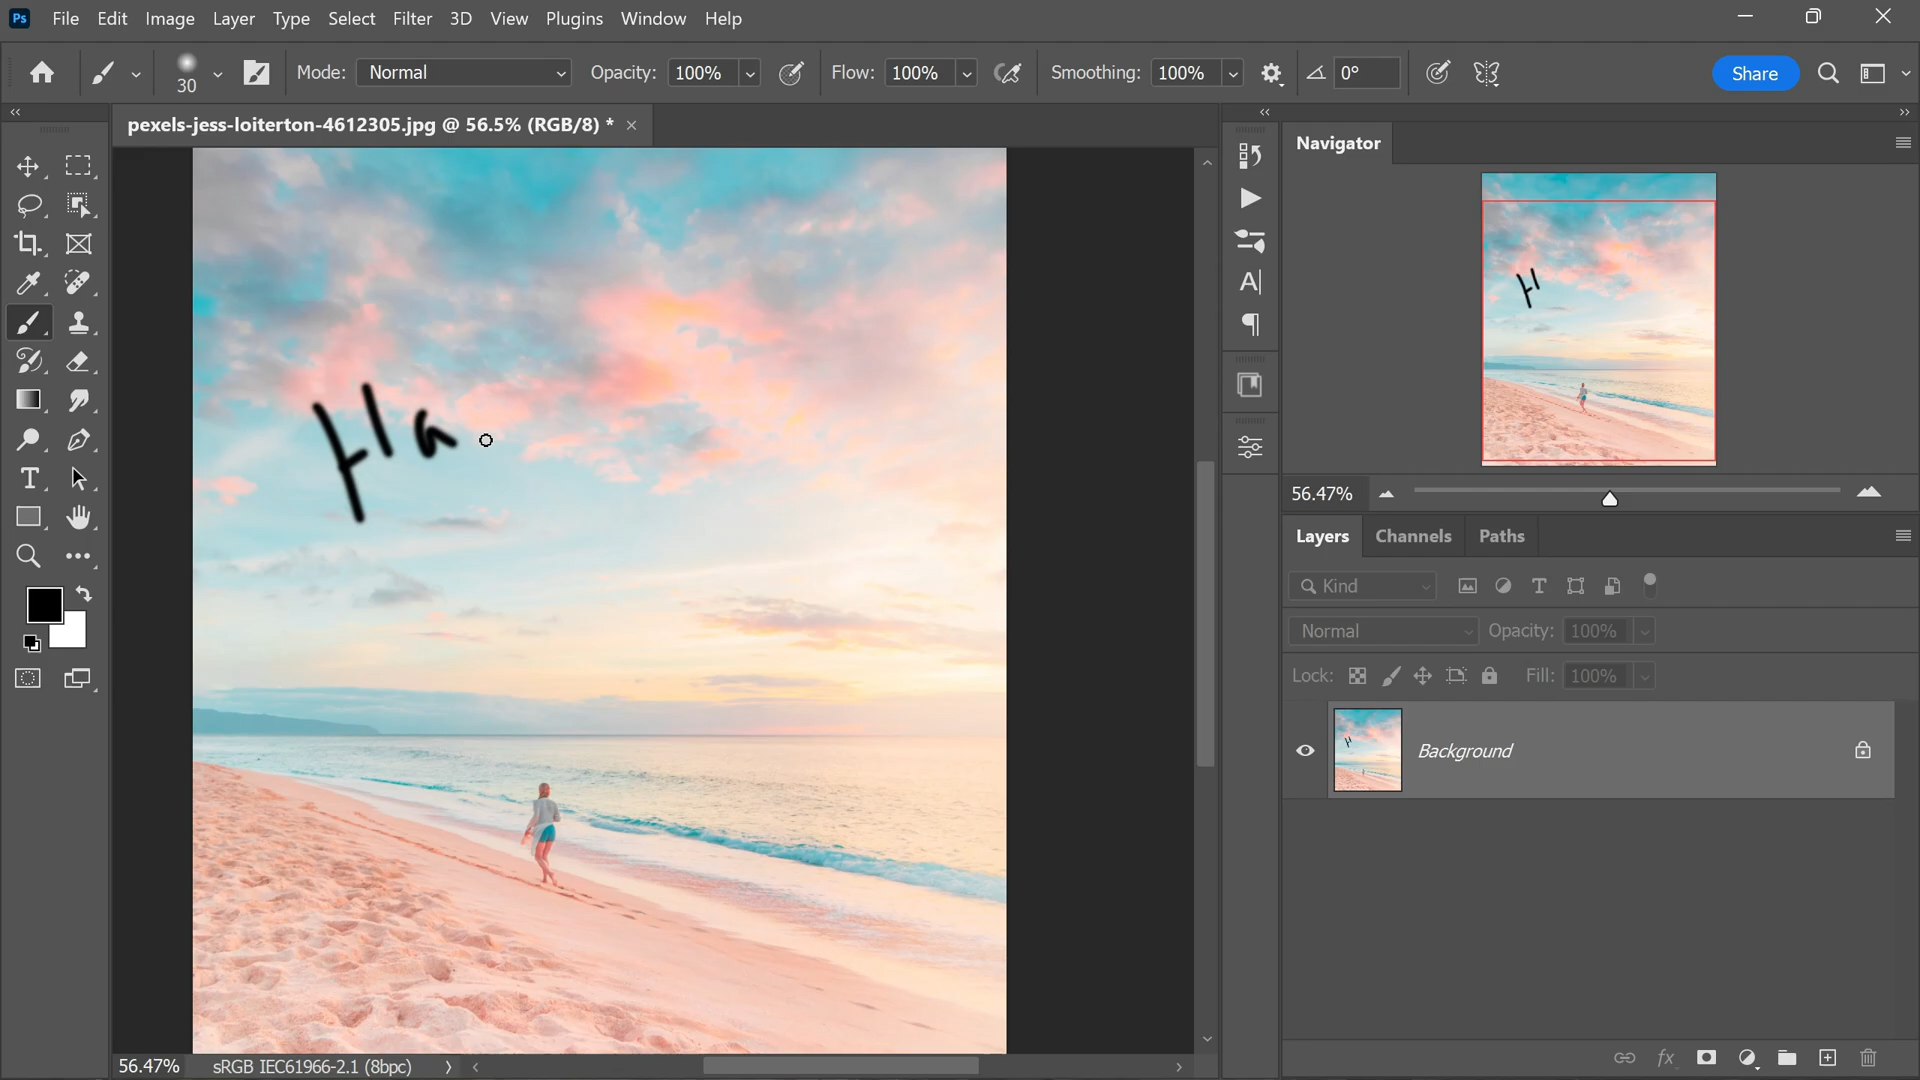 Ps File Edit Image Layer Type Select Filter 3D View Plugins Window Help
30 Mode: Normal Opacity: 100% Flow: 100% Smoothing: 100% 0° Share
pexels-jess-loiterton-4612305.jpg @ 56.5% (RGB/8) * ×
Navigator
Ha
56.47%
Layers Channels Paths
Kind
Normal Opacity: 100%
Lock: Fill: 100%
Background
56.47% sRGB IEC61966-2.1 (8bpc)